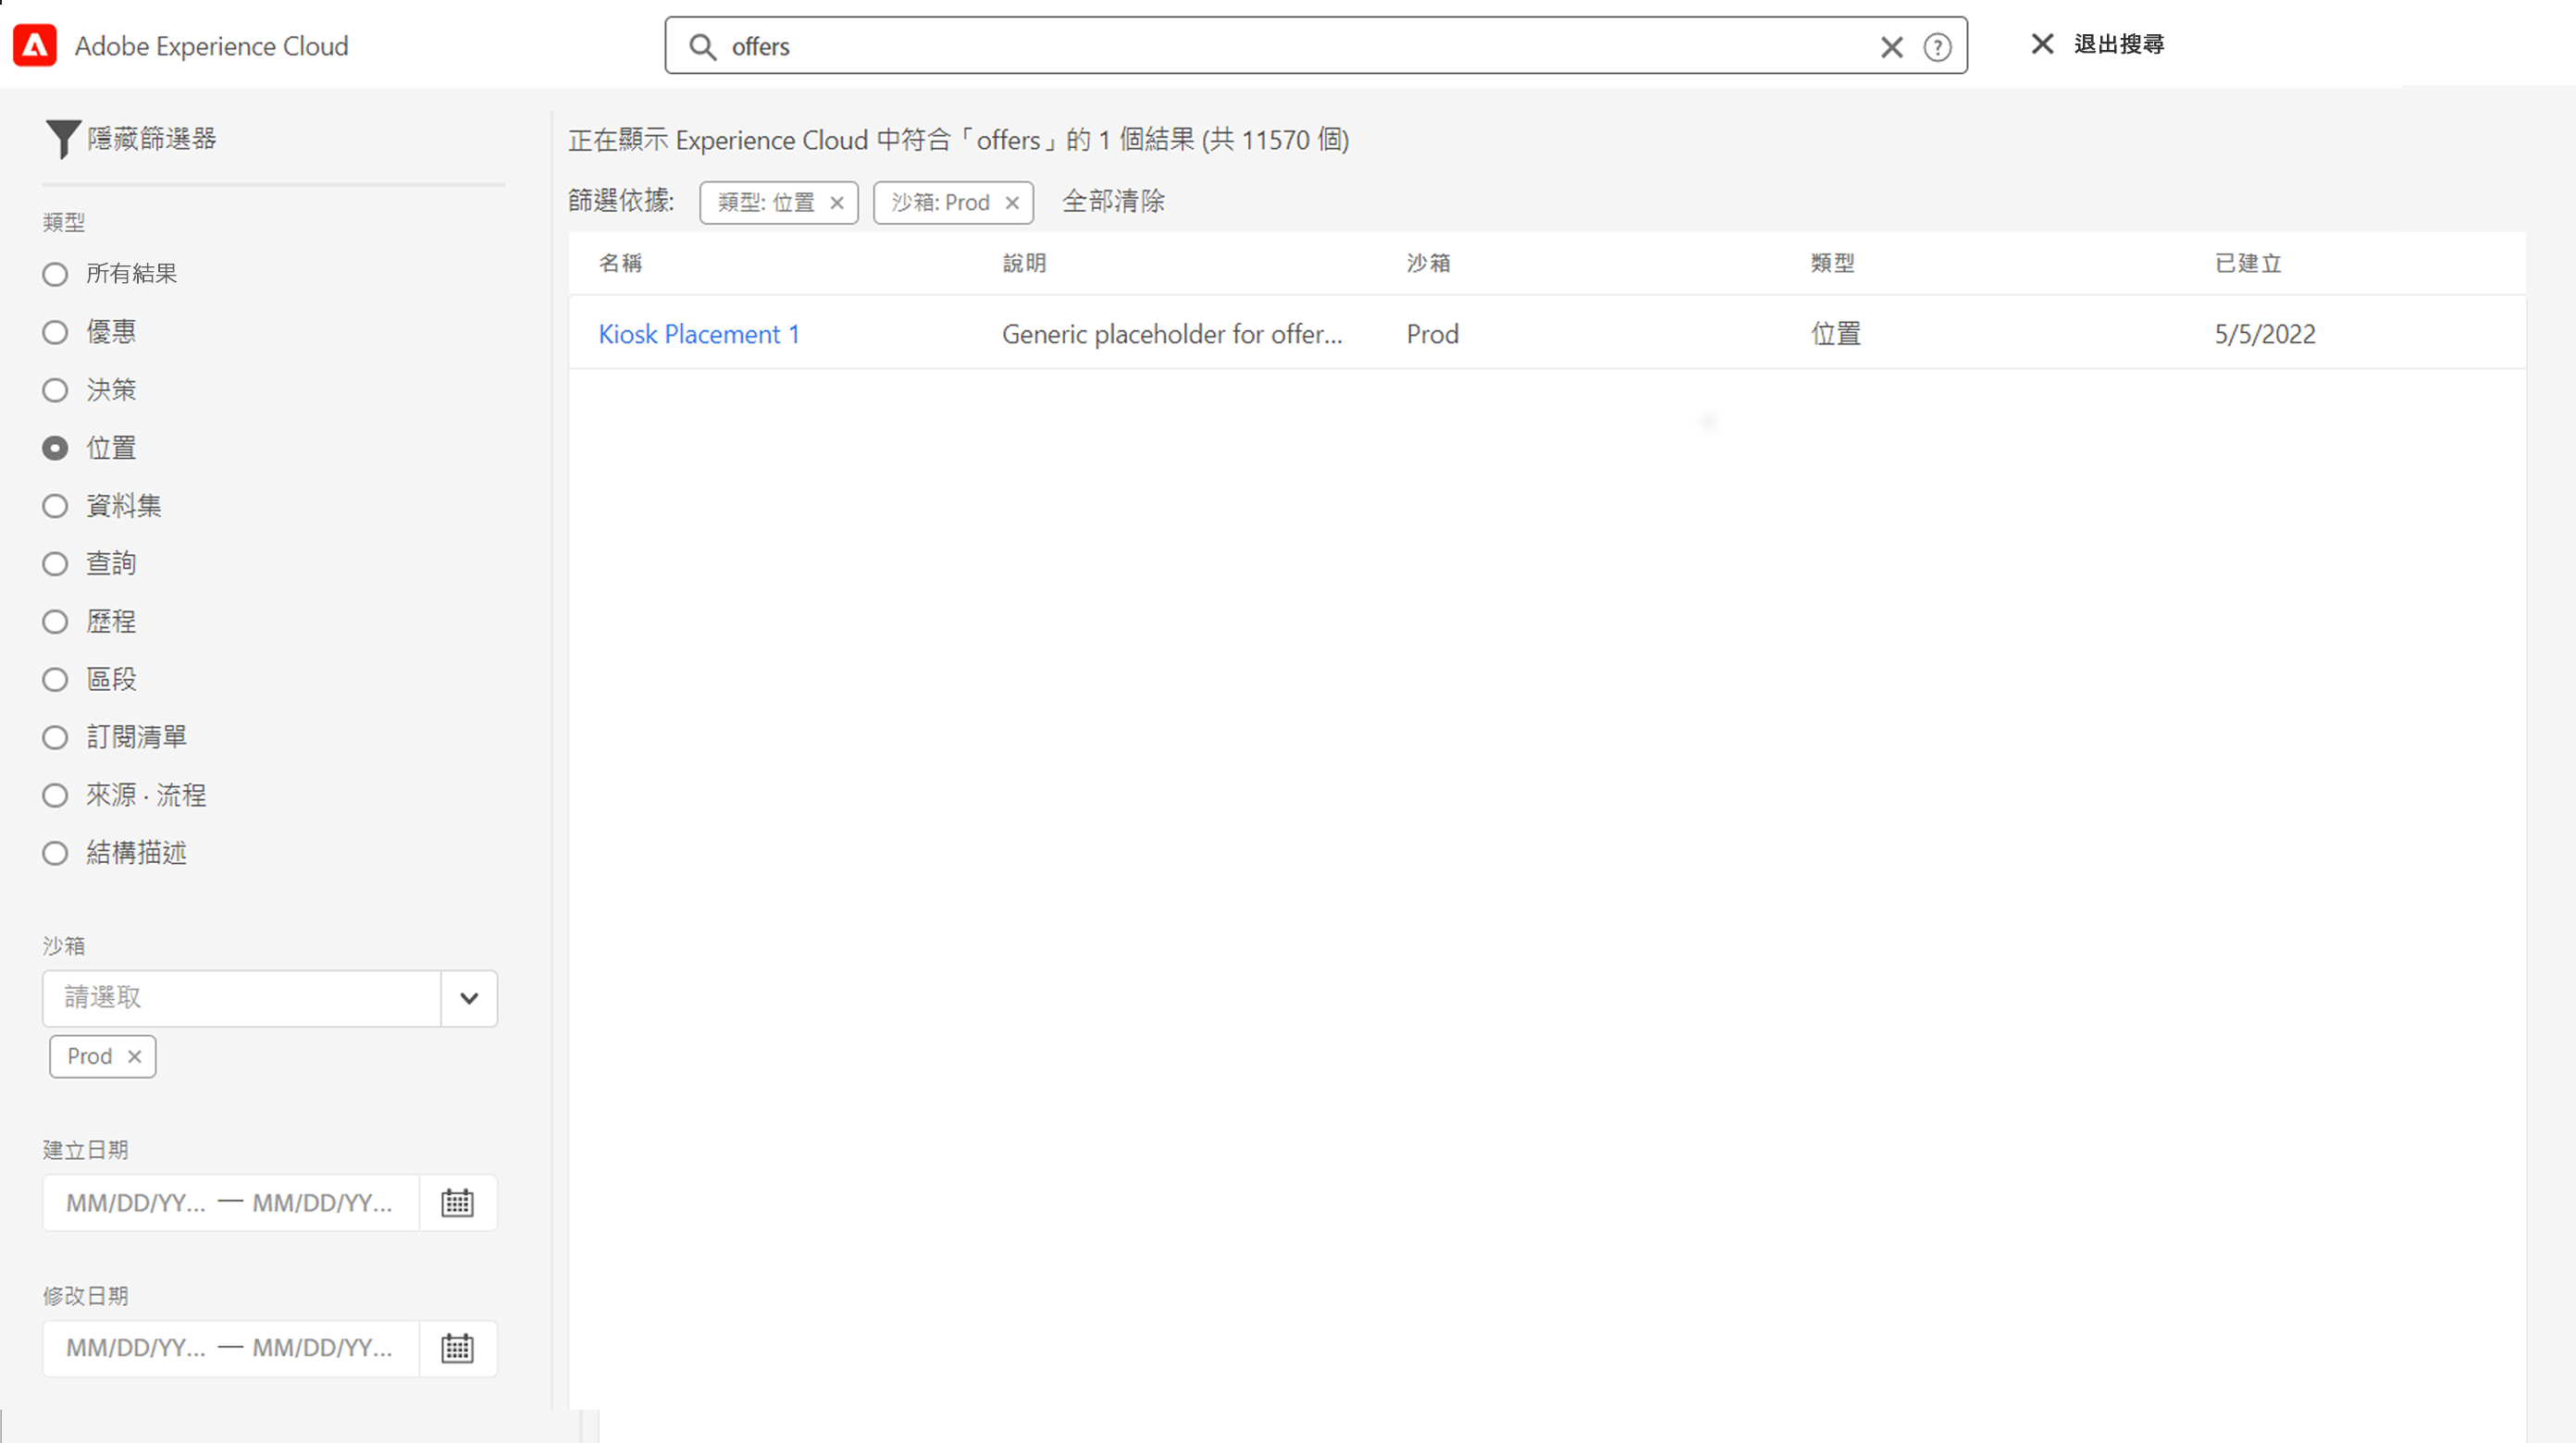 Adobe Experience Cloud
offers
退出搜尋
隱藏篩選器
類型
所有結果
優惠
決策
位置
資料集
查詢
歷程
區段
訂閱清單
來源 · 流程
結構描述
沙箱
請選取
Prod
建立日期
MM/DD/YY... — MM/DD/YY...
修改日期
MM/DD/YY... — MM/DD/YY...
正在顯示 Experience Cloud 中符合「offers」的 1 個結果 (共 11570 個)
篩選依據: 類型: 位置 沙箱: Prod 全部清除
名稱 說明 沙箱 類型 已建立
Kiosk Placement 1 Generic placeholder for offer... Prod 位置 5/5/2022